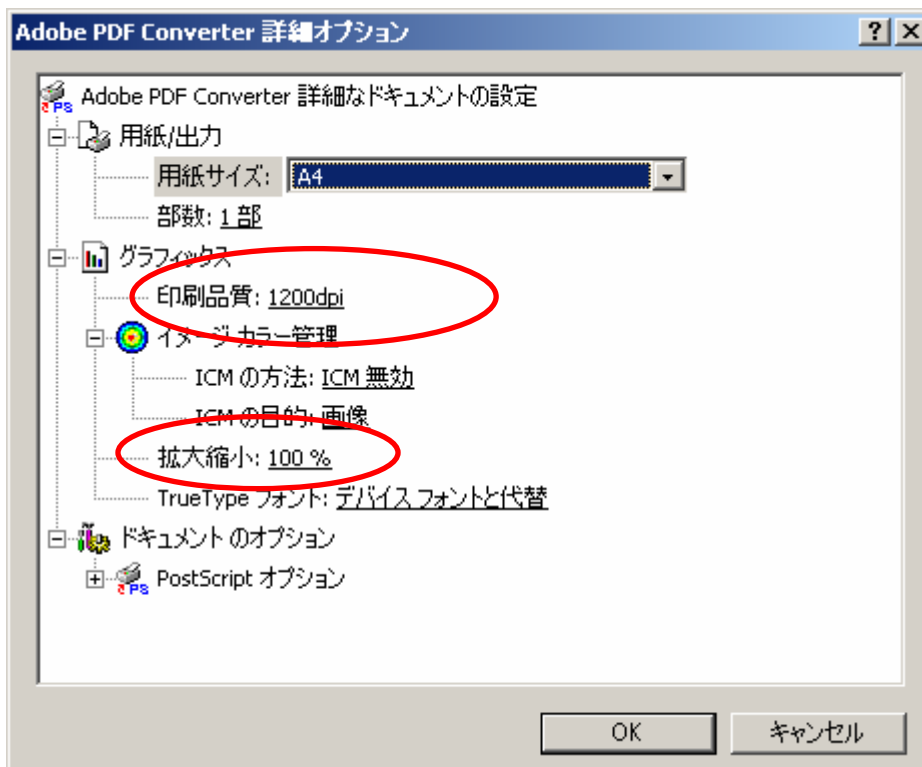 Adobe PDF Converter 詳細オプション
Adobe PDF Converter 詳細なドキュメントの設定
用紙/出力
用紙サイズ: A4
部数: 1 部
グラフィックス
印刷品質: 1200dpi
イメージ カラー管理
ICM の方法: ICM 無効
ICM の目的: 画像
拡大縮小: 100 %
TrueType フォント: デバイス フォントと代替
ドキュメント のオプション
PostScript オプション
OK キャンセル